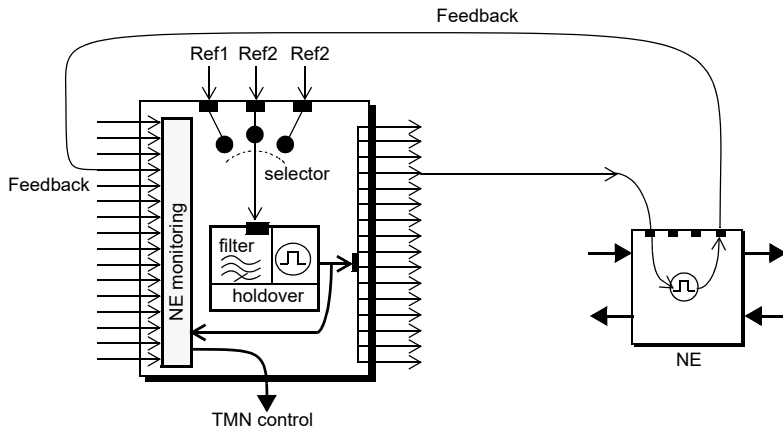 Feedback
Ref1 Ref2 Ref2
selector
Feedback
NE monitoring
filter
holdover
NE
TMN control